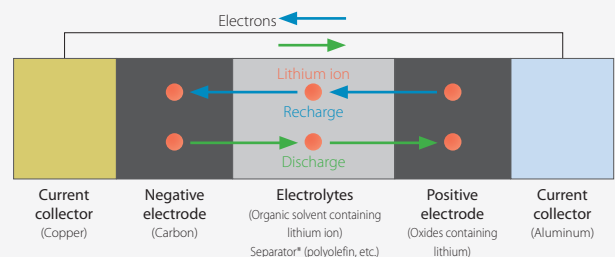 Electrons
Lithium ion
Recharge
Discharge
Current
collector
(Copper)
Negative
electrode
(Carbon)
Electrolytes
(Organic solvent containing
lithium ion)
Separator* (polyolefin, etc.)
Positive
electrode
(Oxides containing
lithium)
Current
collector
(Aluminum)